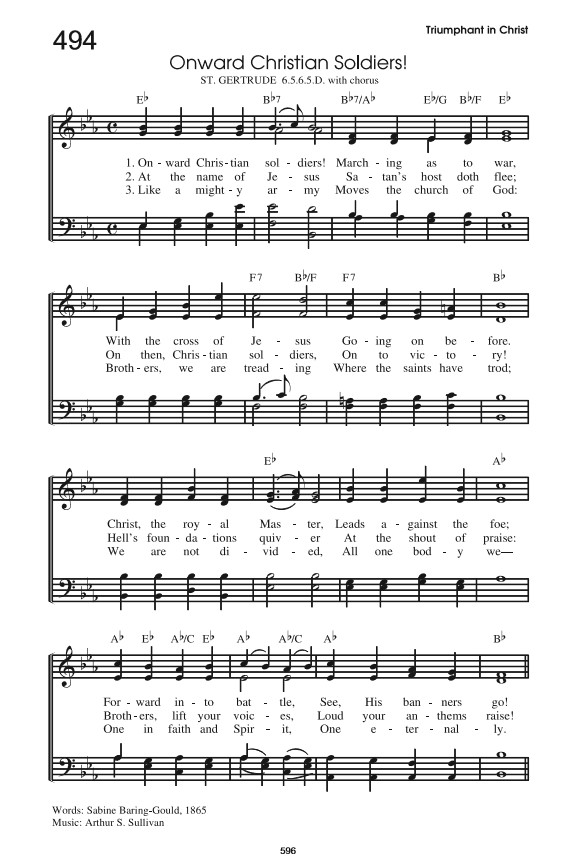 494
Triumphant in Christ
Onward Christian Soldiers!
ST. GERTRUDE 6.5.6.5.D. with chorus
E♭ B♭7 B♭7/A♭ E♭/G B♭/F E♭
1. On - ward Chris - tian sol - diers! March - ing as to war,
2. At the name of Je - sus Sa - tan's host doth flee;
3. Like a might - y ar - my Moves the church of God:
F7 B♭/F F7 B♭
With the cross of Je - sus Go - ing on be - fore.
On then, Chris - tian sol - diers, On to vic - to - ry!
Broth - ers, we are tread - ing Where the saints have trod;
E♭ A♭
Christ, the roy - al Mas - ter, Leads a - gainst the foe;
Hell's foun - da - tions quiv - er At the shout of praise:
We are not di - vid - ed, All one bod - y we—
A♭ E♭ A♭/C E♭ A♭ A♭/C A♭ B♭
For - ward in - to bat - tle, See, His ban - ners go!
Broth - ers, lift your voic - es, Loud your an - thems raise!
One in faith and Spir - it, One e - ter - nal - ly.
Words: Sabine Baring-Gould, 1865
Music: Arthur S. Sullivan
596